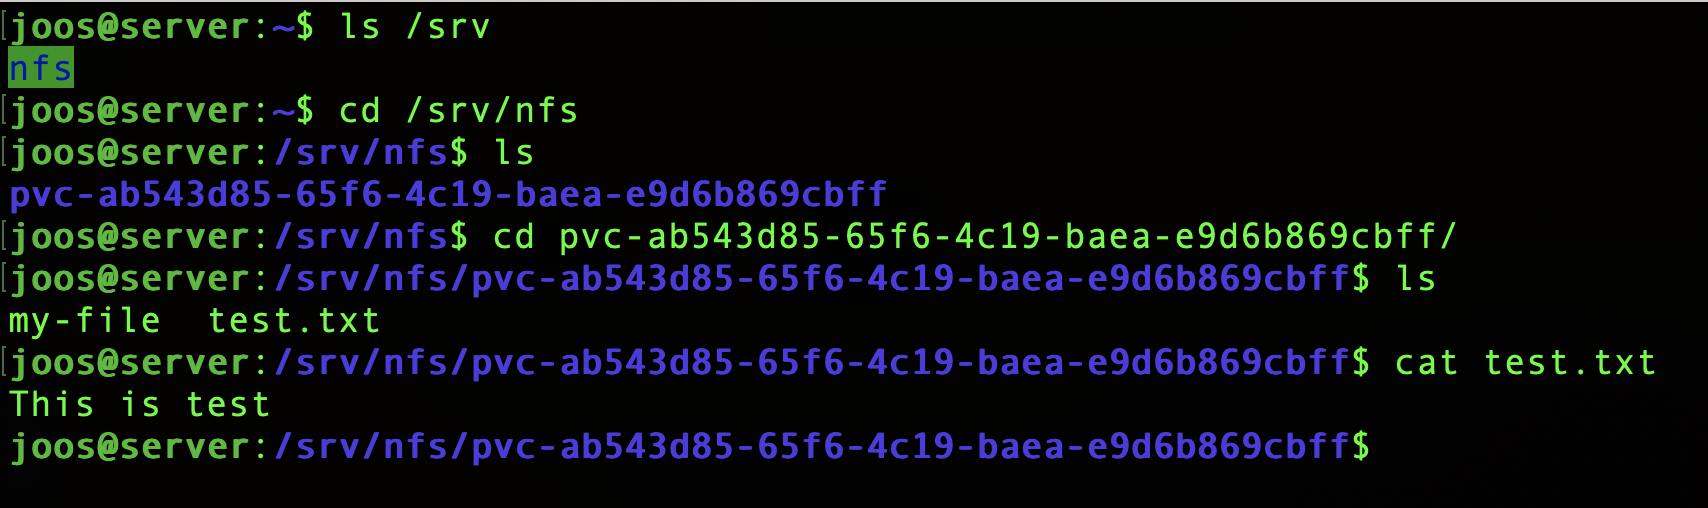 [joos@server:~$ ls /srv
nfs
[joos@server:~$ cd /srv/nfs
[joos@server:/srv/nfs$ ls
pvc-ab543d85-65f6-4c19-baea-e9d6b869cbff
[joos@server:/srv/nfs$ cd pvc-ab543d85-65f6-4c19-baea-e9d6b869cbff/
[joos@server:/srv/nfs/pvc-ab543d85-65f6-4c19-baea-e9d6b869cbff$ ls
my-file  test.txt
[joos@server:/srv/nfs/pvc-ab543d85-65f6-4c19-baea-e9d6b869cbff$ cat test.txt
This is test
joos@server:/srv/nfs/pvc-ab543d85-65f6-4c19-baea-e9d6b869cbff$